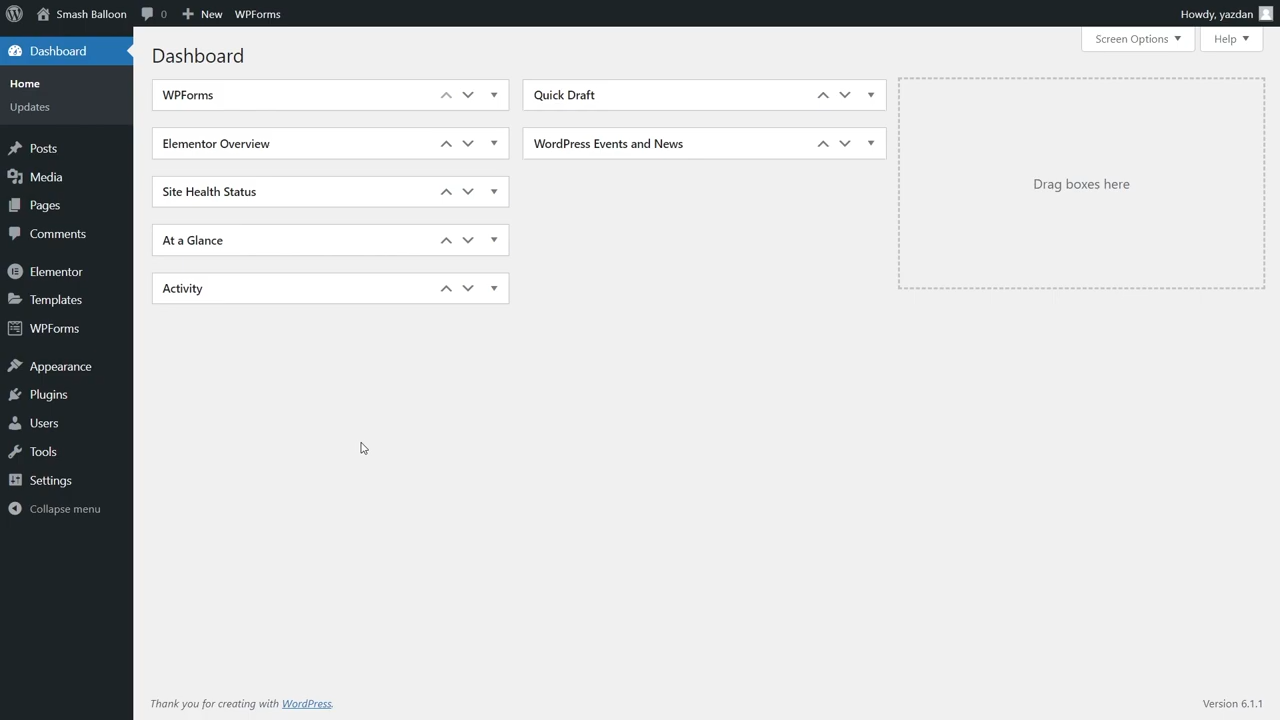 Smash Balloon
0
New
WPForms
Howdy, yazdan
Dashboard
Home
Updates
Posts
Media
Pages
Comments
Elementor
Templates
WPForms
Appearance
Plugins
Users
Tools
Settings
Collapse menu
Screen Options
Help
Dashboard
WPForms
Elementor Overview
Site Health Status
At a Glance
Activity
Quick Draft
WordPress Events and News
Drag boxes here
Thank you for creating with WordPress.
Version 6.1.1